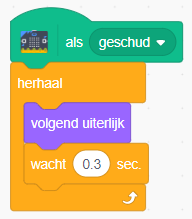 als geschud
herhaal
volgend uiterlijk
wacht 0.3 sec.